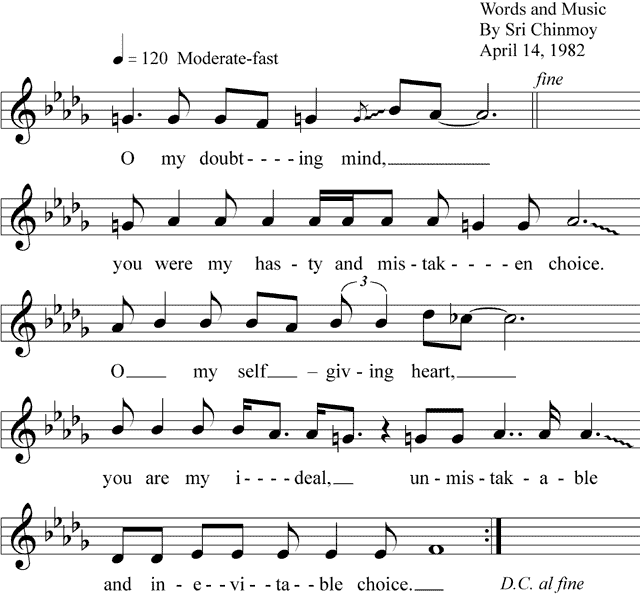 Words and Music
By Sri Chinmoy
April 14, 1982
= 120 Moderate-fast
fine
O my doubt----ing mind,
3
you were my has-ty and mis-tak----en choice.
O my self–giv-ing heart,
you are my i----deal, un-mis-tak-a-ble
and in-e--vi-ta-ble choice.
D.C. al fine